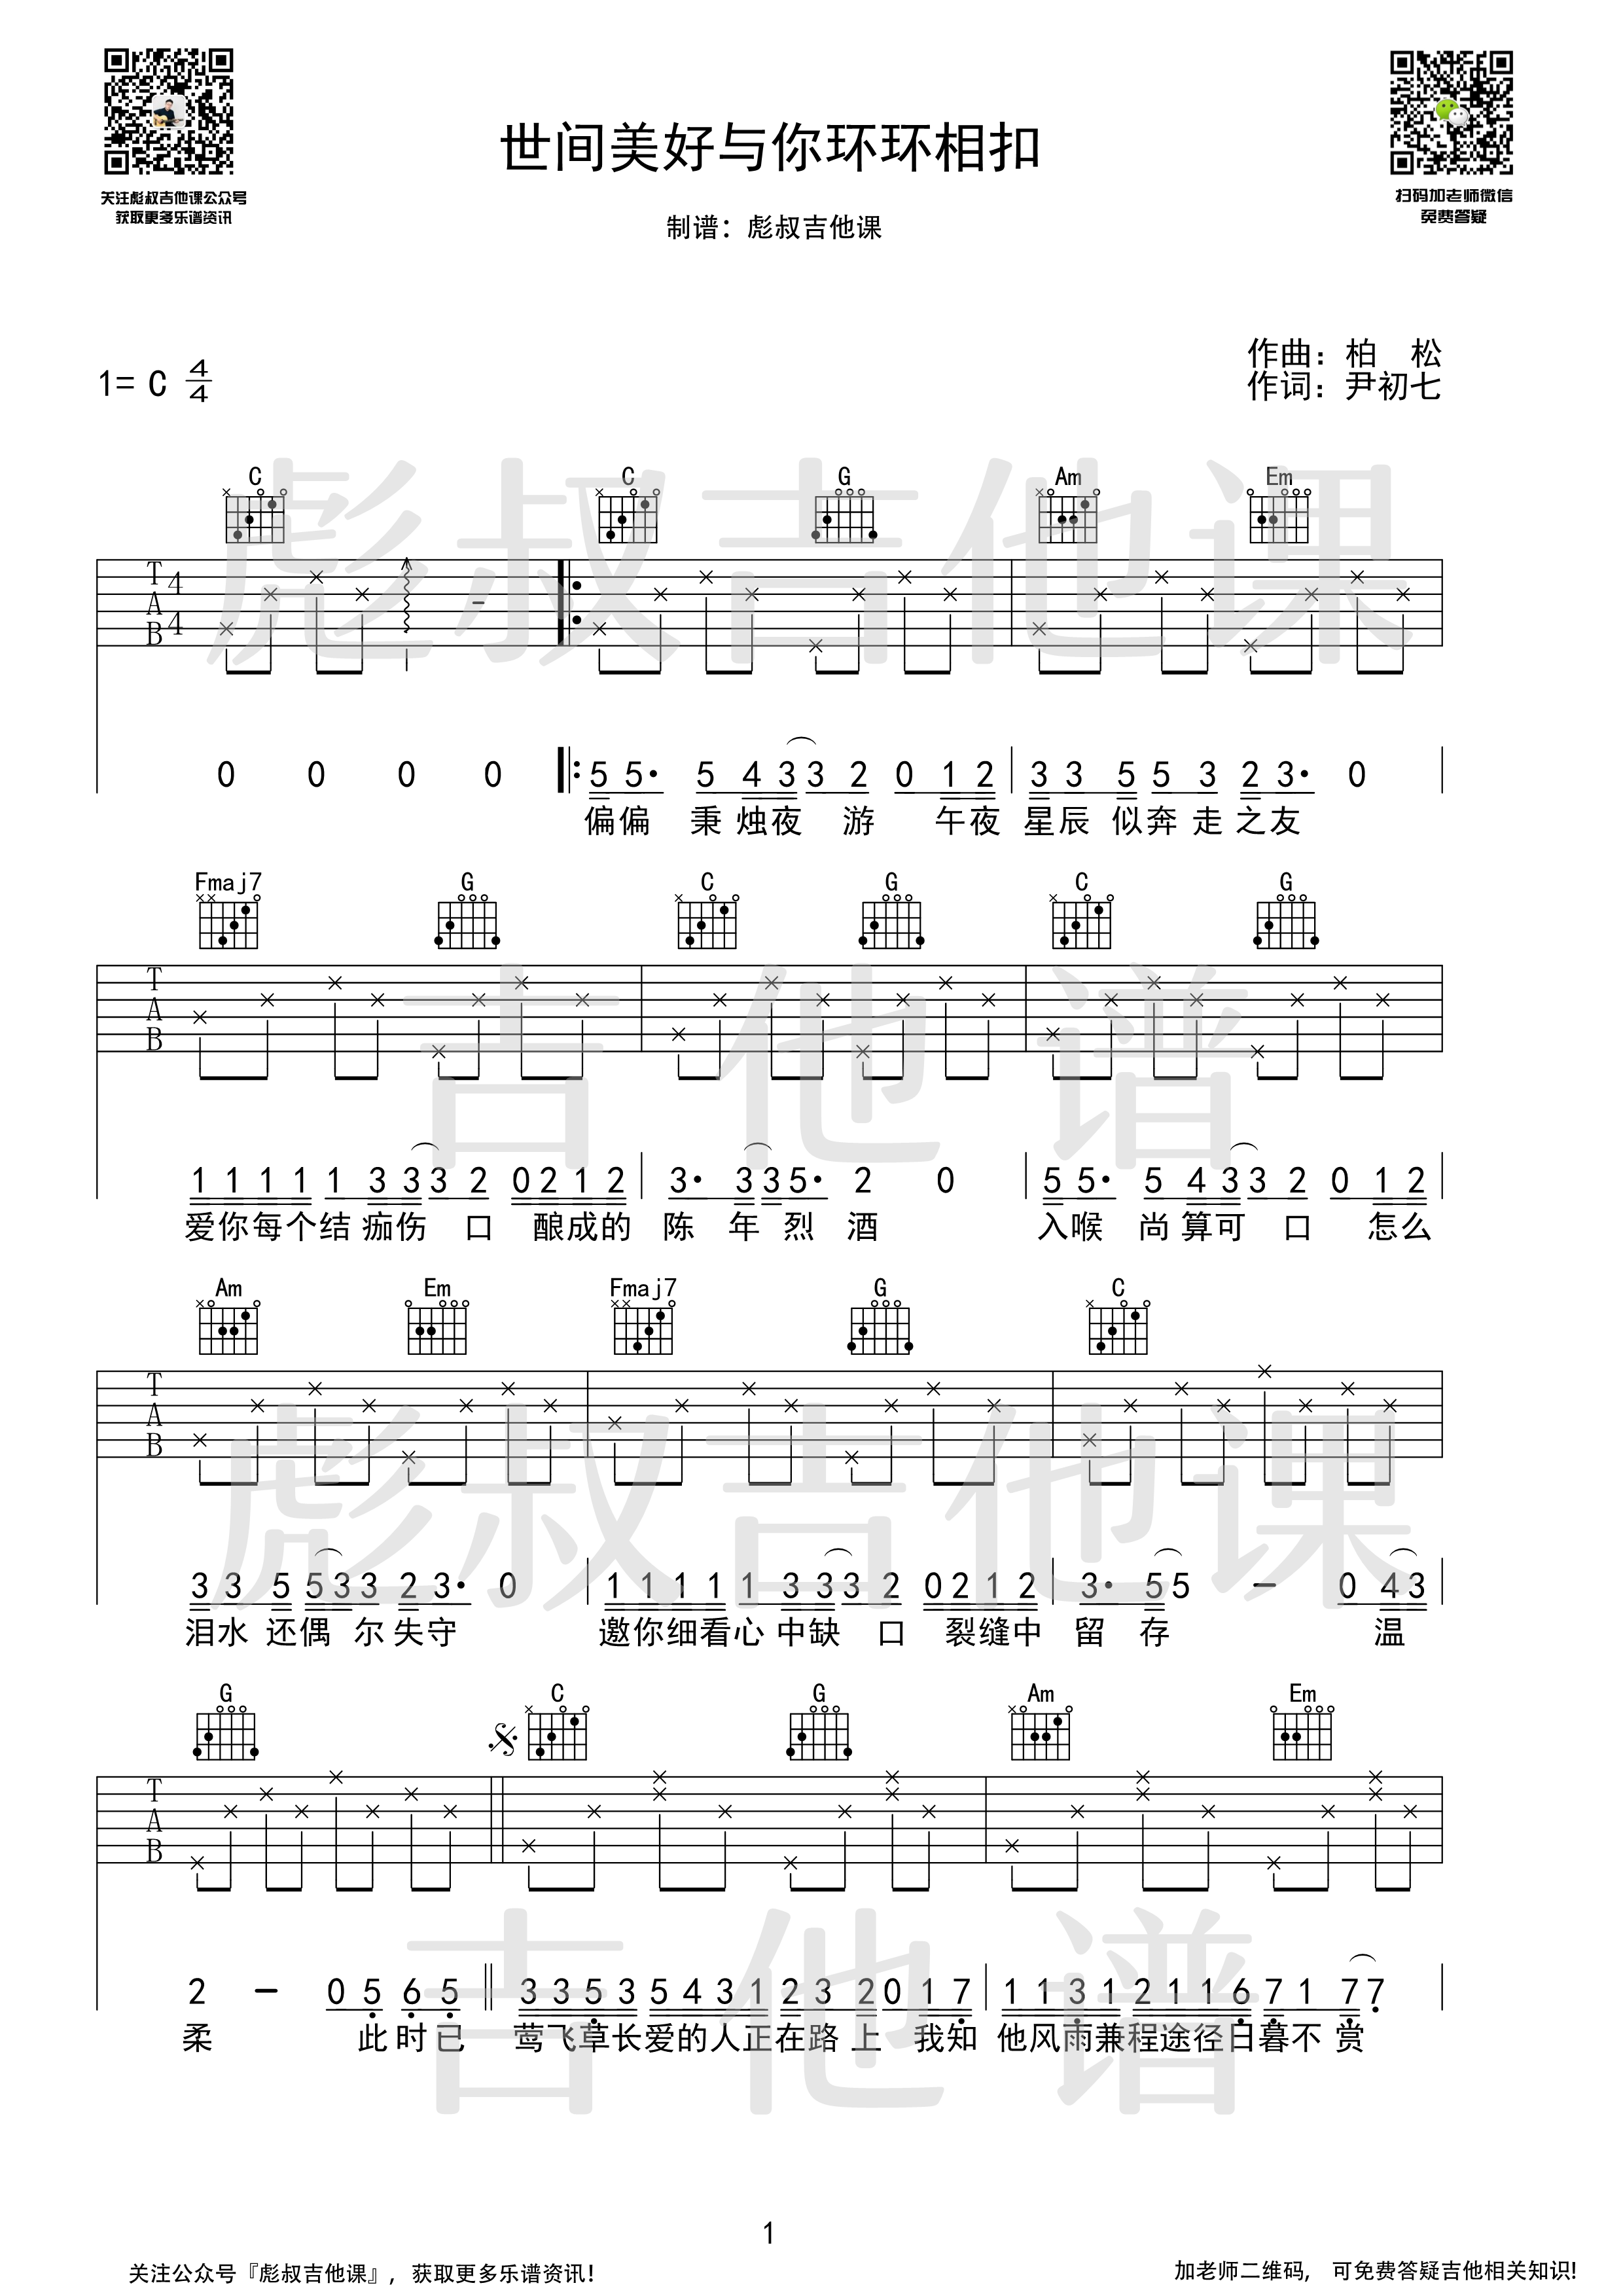 关注彪叔吉他课公众号
获取更多乐谱资讯
世间美好与你环环相扣
制谱：彪叔吉他课
扫码加老师微信
免费答疑
1= C 4/4
作曲：柏 松
作词：尹初七
C C G Am Em
彪叔吉他课
T A B 4 4
0 0 0 0 5 5· 5 4 3 3 2 0 1 2 3 3 5 5 3 2 3· 0
偏偏 秉烛夜 游 午夜 星辰 似奔走之友
Fmaj7 G C G C G
吉他谱
T A B
1 1 1 1 1 3 3 3 2 0 2 1 2 3· 3 3 5· 2 0 5 5· 5 4 3 3 2 0 1 2
爱你每个结 痂伤 口 酿成的 陈 年 烈 酒 入喉 尚算可 口 怎么
Am Em Fmaj7 G C
彪叔吉他课
T A B
3 3 5 5 3 3 2 3· 0 1 1 1 1 1 3 3 3 2 0 2 1 2 3· 5 5 － 0 4 3
泪水 还偶 尔失守 邀你细看心 中缺 口 裂缝中 留 存 温
G C G Am Em
T A B
吉他谱
2 － 0 5 6 5 3 3 5 3 5 4 3 1 2 3 2 0 1 7 1 1 3 1 2 1 1 6 7 1 7 7
柔 此时已 莺飞草长爱的人正在路上 我知 他风雨兼程途径日暮不赏
1
关注公众号『彪叔吉他课』，获取更多乐谱资讯！
加老师二维码， 可免费答疑吉他相关知识！